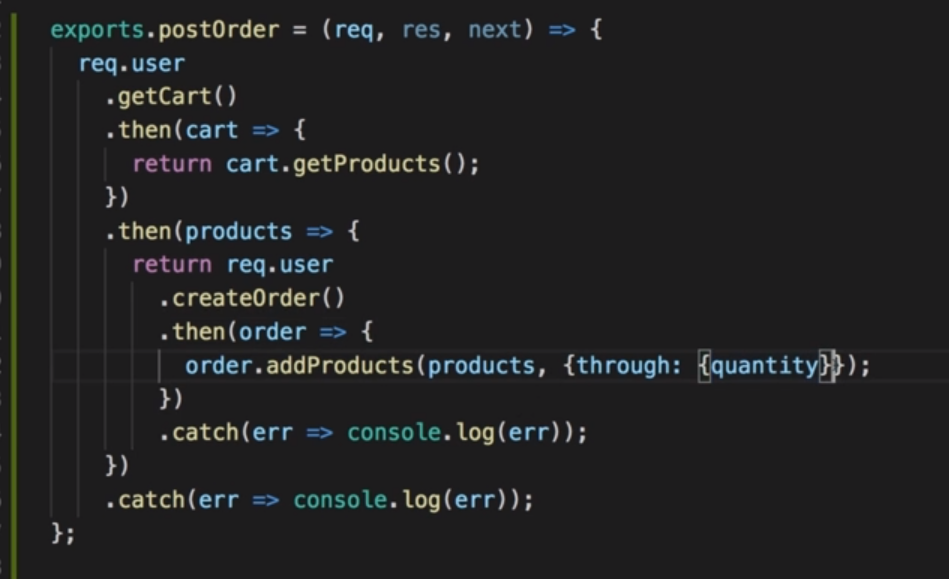 exports.postOrder = (req, res, next) => {
req.user
.getCart()
.then(cart => {
return cart.getProducts();
})
.then(products => {
return req.user
.createOrder()
.then(order => {
order.addProducts(products, {through: {quantity}});
})
.catch(err => console.log(err));
})
.catch(err => console.log(err));
};